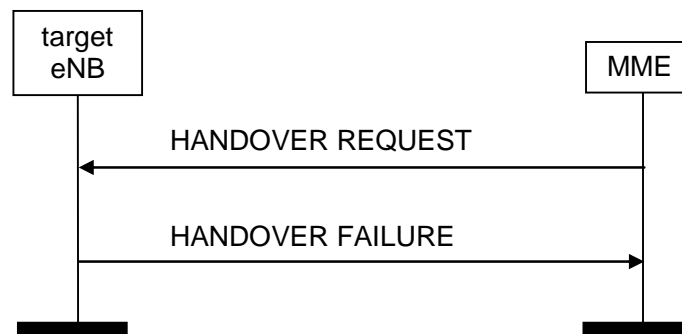 target
eNB
MME
HANDOVER REQUEST
HANDOVER FAILURE